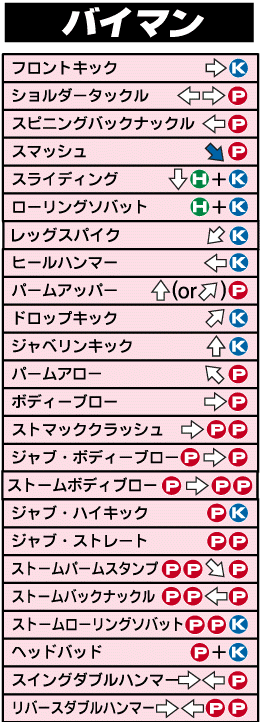 バイマン
フロントキック ⇨K
ショルダータックル ⇦⇨P
スピニングバックナックル ⇦P
スマッシュ ⬊P
スライディング ⇩H+K
ローリングソバット H+K
レッグスパイク ⬃K
ヒールハンマー ⇦K
パームアッパー ⇧(or⬀)P
ドロップキック ⬀K
ジャベリンキック ⇧K
パームアロー ⬁P
ボディーブロー ⇨P
ストマッククラッシュ ⇨PP
ジャブ・ボディーブロー P⇨P
ストームボディブロー P⇨PP
ジャブ・ハイキック PK
ジャブ・ストレート PP
ストームパームスタンプ PP⬂P
ストームバックナックル PP⇦P
ストームローリングソバット PPK
ヘッドバッド P+K
スイングダブルハンマー ⇨⇦P
リバースダブルハンマー ⇨⇦PP